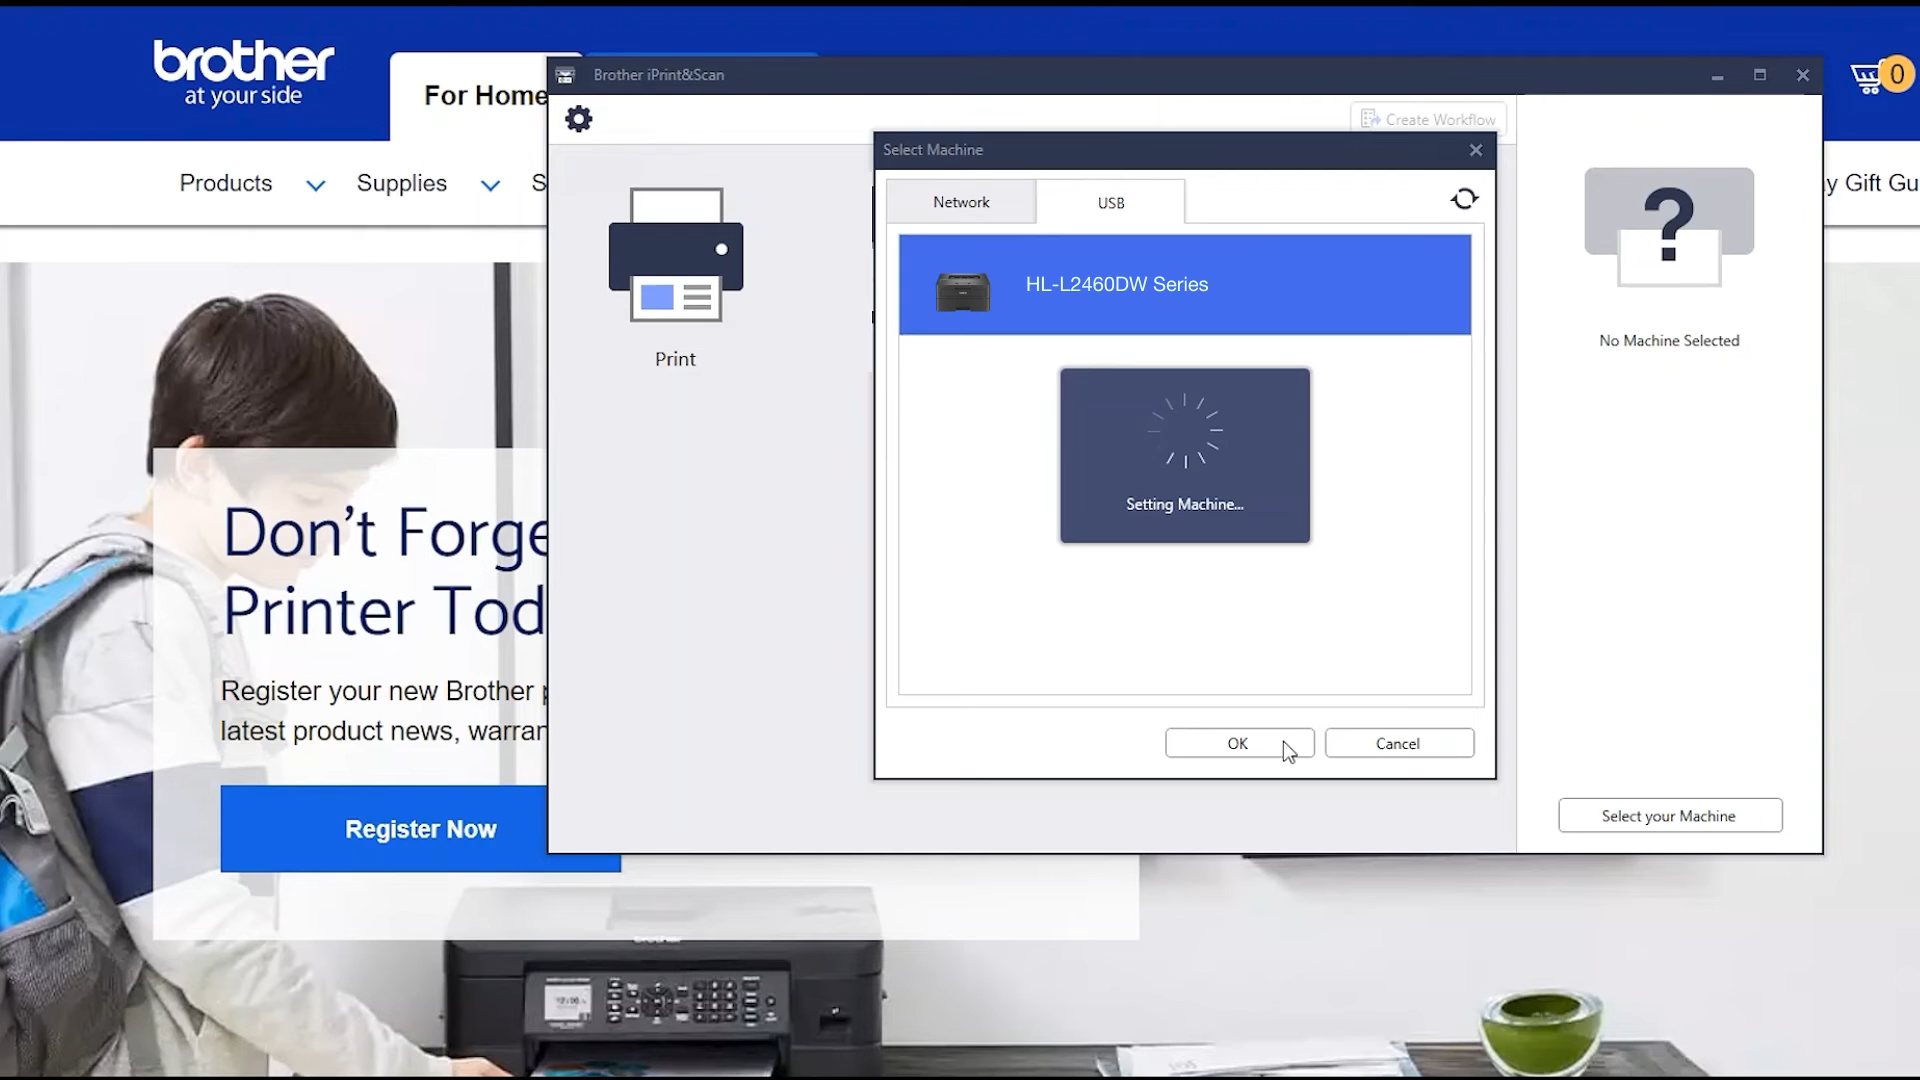 brother
at your side
For Home
0
Products
Supplies
S
y Gift Gu
Brother iPrint&Scan
Create Workflow
Select Machine
Network
USB
HL-L2460DW Series
Setting Machine...
OK
Cancel
Print
No Machine Selected
Select your Machine
Don't Forge
Printer Tod
Register your new Brother p
latest product news, warran
Register Now
brother